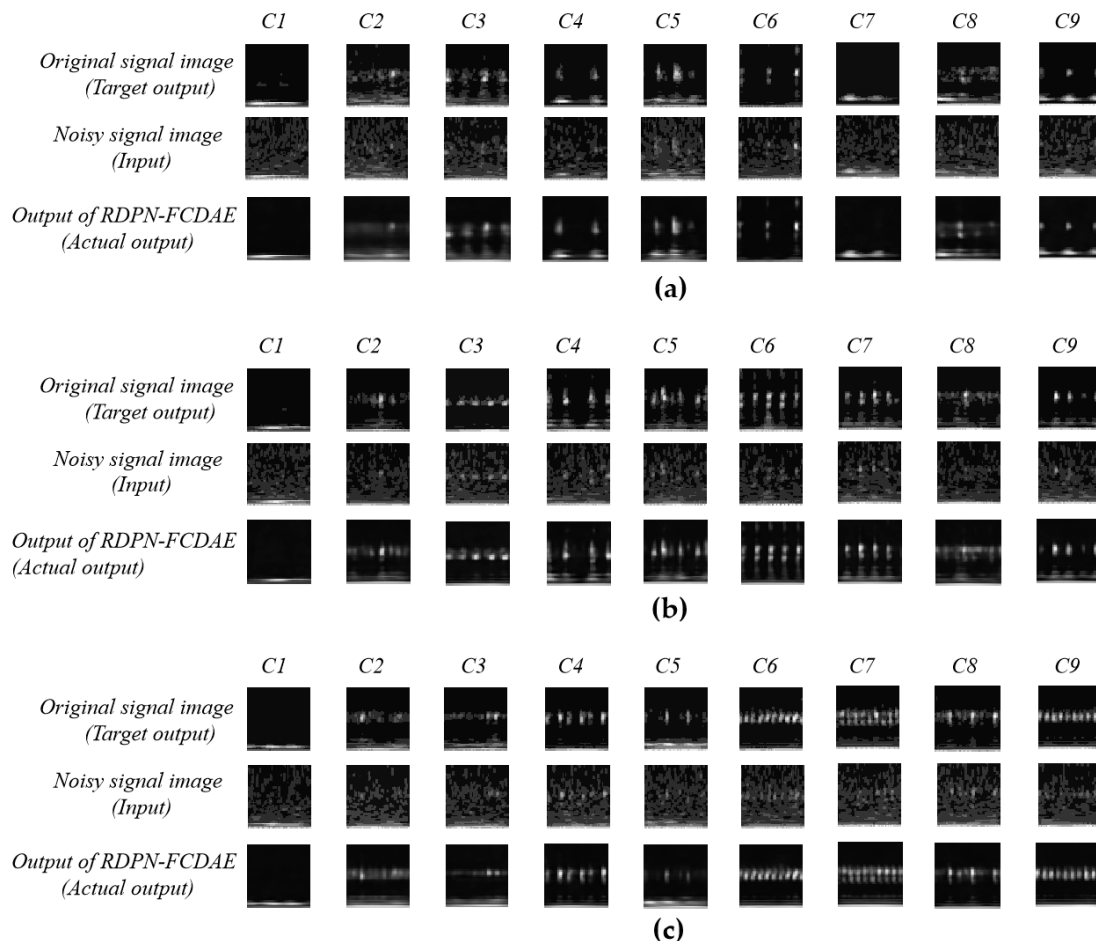 C1 C2 C3 C4 C5 C6 C7 C8 C9
Original signal image
(Target output)
Noisy signal image
(Input)
Output of RDPN-FCDAE
(Actual output)
(a)
C1 C2 C3 C4 C5 C6 C7 C8 C9
Original signal image
(Target output)
Noisy signal image
(Input)
Output of RDPN-FCDAE
(Actual output)
(b)
C1 C2 C3 C4 C5 C6 C7 C8 C9
Original signal image
(Target output)
Noisy signal image
(Input)
Output of RDPN-FCDAE
(Actual output)
(c)